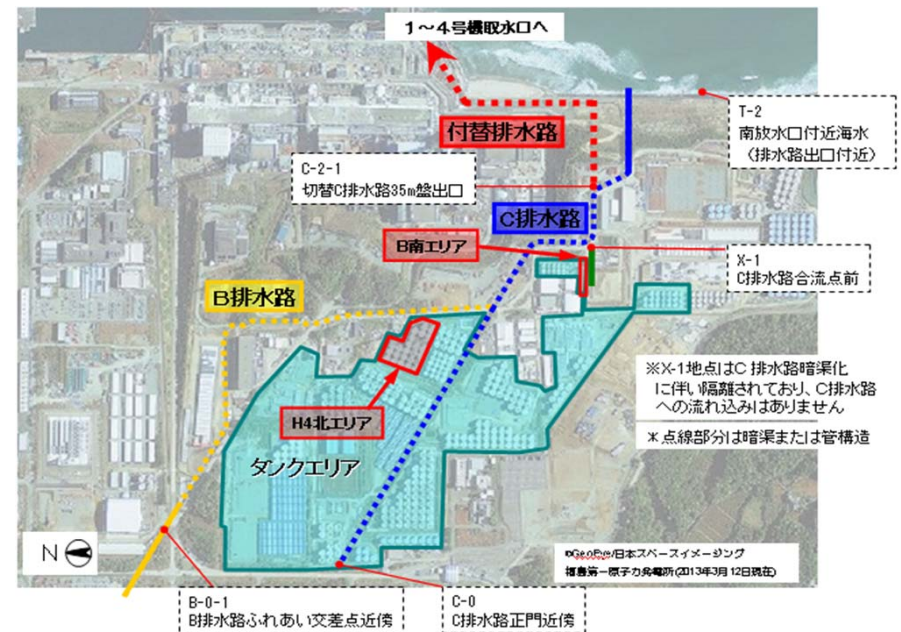 1～4号機取水口へ
付替排水路
T-2
南放水口付近海水
（排水路出口付近）
C-2-1
切替C排水路35m盤出口
C排水路
B南エリア
X-1
C排水路合流点前
B排水路
※X-1地点はC 排水路暗渠化
に伴い隔離されており、C排水路
への流れ込みはありません
＊点線部分は暗渠または管構造
H4北エリア
タンクエリア
N
©GeoEye/日本スペースイメージング
福島第一原子力発電所(2013年3月12日現在)
B-0-1
B排水路ふれあい交差点近傍
C-0
C排水路正門近傍